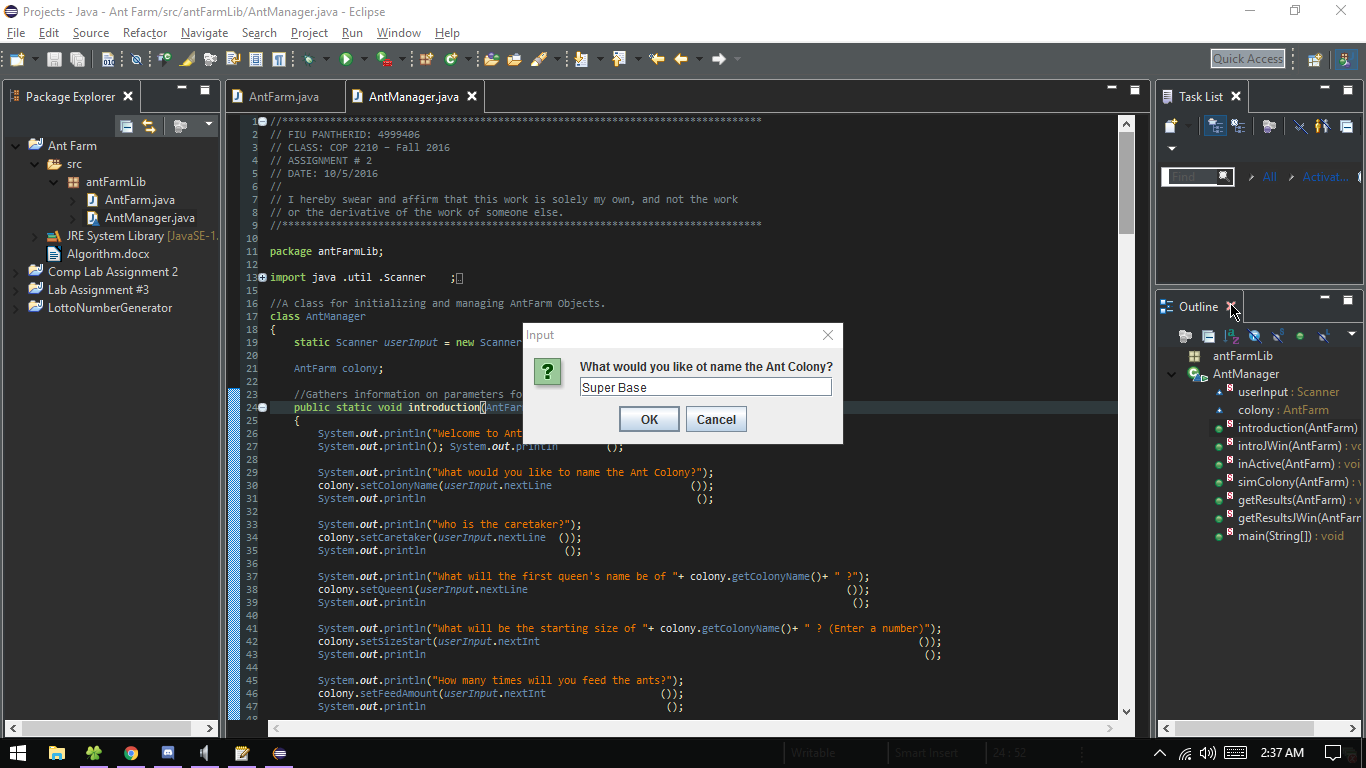 Projects - Java - Ant Farm/src/antFarmLib/AntManager.java - Eclipse
File Edit Source Refactor Navigate Search Project Run Window Help
Quick Access
Package Explorer
Ant Farm
src
antFarmLib
AntFarm.java
AntManager.java
JRE System Library [JavaSE-1.
Algorithm.docx
Comp Lab Assignment 2
Lab Assignment #3
LottoNumberGenerator
AntFarm.java AntManager.java
1 //******************************************************************************
2 // FIU PANTHERID: 4999406
3 // CLASS: COP 2210 - Fall 2016
4 // ASSIGNMENT # 2
5 // DATE: 10/5/2016
6 //
7 // I hereby swear and affirm that this work is solely my own, and not the work
8 // or the derivative of the work of someone else.
9 //******************************************************************************
10
11 package antFarmLib;
12
13 import java .util .Scanner ;
15
16 //A class for initializing and managing AntFarm Objects.
17 class AntManager
18 {
19 static Scanner userInput = new Scanner
20
21 AntFarm colony;
22
23 //Gathers information on parameters fo
24 public static void introduction(AntFar
25 {
26 System.out.println("Welcome to Ant
27 System.out.println(); System.out.println ();
28
29 System.out.println("What would you like to name the Ant Colony?");
30 colony.setColonyName(userInput.nextLine ());
31 System.out.println ();
32
33 System.out.println("who is the caretaker?");
34 colony.setCaretaker(userInput.nextLine ());
35 System.out.println ();
36
37 System.out.println("What will the first queen's name be of "+ colony.getColonyName()+ " ?");
38 colony.setQueen1(userInput.nextLine ());
39 System.out.println ();
40
41 System.out.println("What will be the starting size of "+ colony.getColonyName()+ " ? (Enter a number)");
42 colony.setSizeStart(userInput.nextInt ());
43 System.out.println ();
44
45 System.out.println("How many times will you feed the ants?");
46 colony.setFeedAmount(userInput.nextInt ());
47 System.out.println ();
48
Input
What would you like ot name the Ant Colony?
Super Base
OK Cancel
Task List
Find All Activat...
Outline
antFarmLib
AntManager
userInput : Scanner
colony : AntFarm
introduction(AntFarm)
introJWin(AntFarm) : vo
inActive(AntFarm) : voi
simColony(AntFarm) : v
getResults(AntFarm) : v
getResultsJWin(AntFarr
main(String[]) : void
Writable Smart Insert 24 : 52
2:37 AM